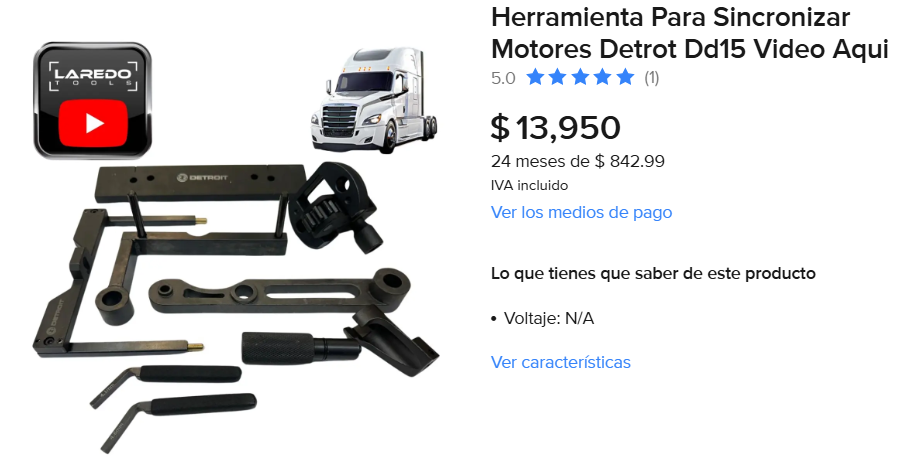 Herramienta Para Sincronizar
Motores Detrot Dd15 Video Aqui
5.0 (1)
$ 13,950
24 meses de $ 842.99
IVA incluido
Ver los medios de pago
Lo que tienes que saber de este producto
• Voltaje: N/A
Ver características
LAREDO
TOOLS
DETROIT
DETROIT